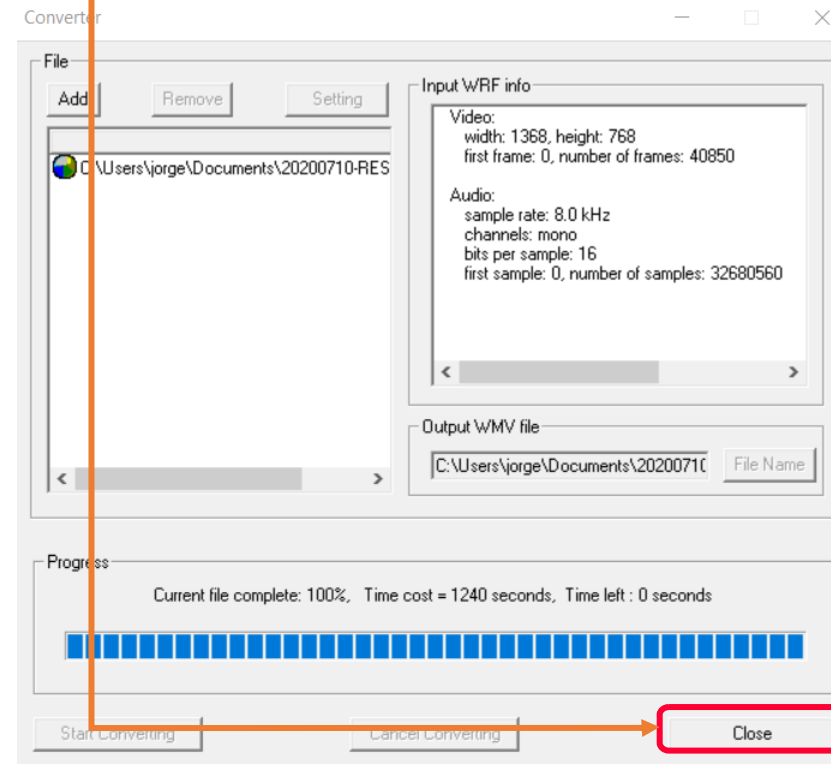 Converter
File
Add
Remove
Setting
C:\Users\jorge\Documents\20200710-RES
Input WRF info
Video:
width: 1368, height: 768
first frame: 0, number of frames: 40850
Audio:
sample rate: 8.0 kHz
channels: mono
bits per sample: 16
first sample: 0, number of samples: 32680560
Output WMV file
C:\Users\jorge\Documents\2020071(
File Name
Progress
Current file complete: 100%, Time cost = 1240 seconds, Time left : 0 seconds
Start Converting
Cancel Converting
Close